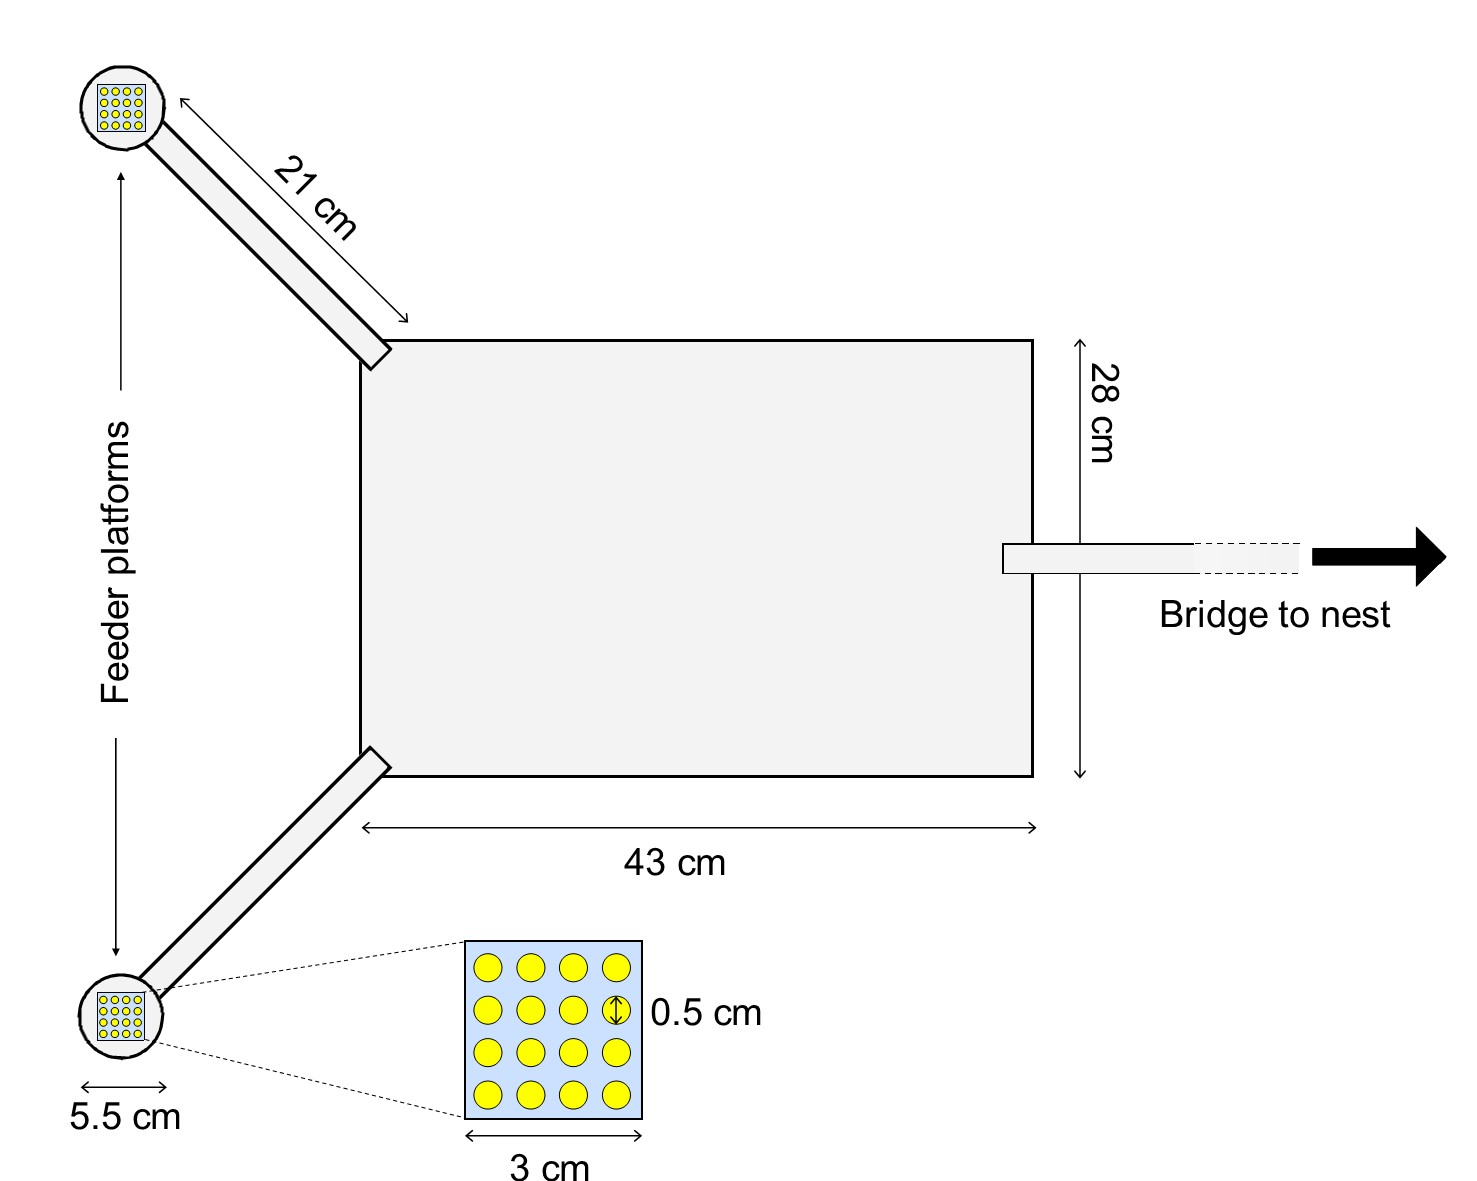 21 cm
28 cm
Feeder platforms
Bridge to nest
43 cm
0.5 cm
5.5 cm
3 cm